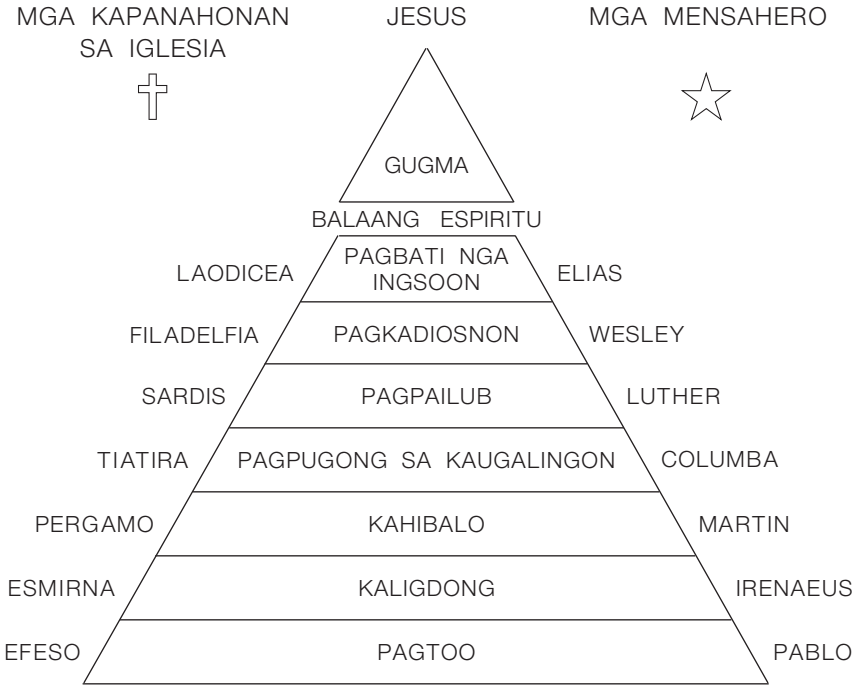 MGA KAPANAHONAN
SA IGLESIA
JESUS
MGA MENSAHERO
GUGMA
BALAANG ESPIRITU
LAODICEA
PAGBATI NGA
INGSOON
ELIAS
FILADELFIA
PAGKADIOSNON
WESLEY
SARDIS
PAGPAILUB
LUTHER
TIATIRA
PAGPUGONG SA KAUGALINGON
COLUMBA
PERGAMO
KAHIBALO
MARTIN
ESMIRNA
KALIGDONG
IRENAEUS
EFESO
PAGTOO
PABLO